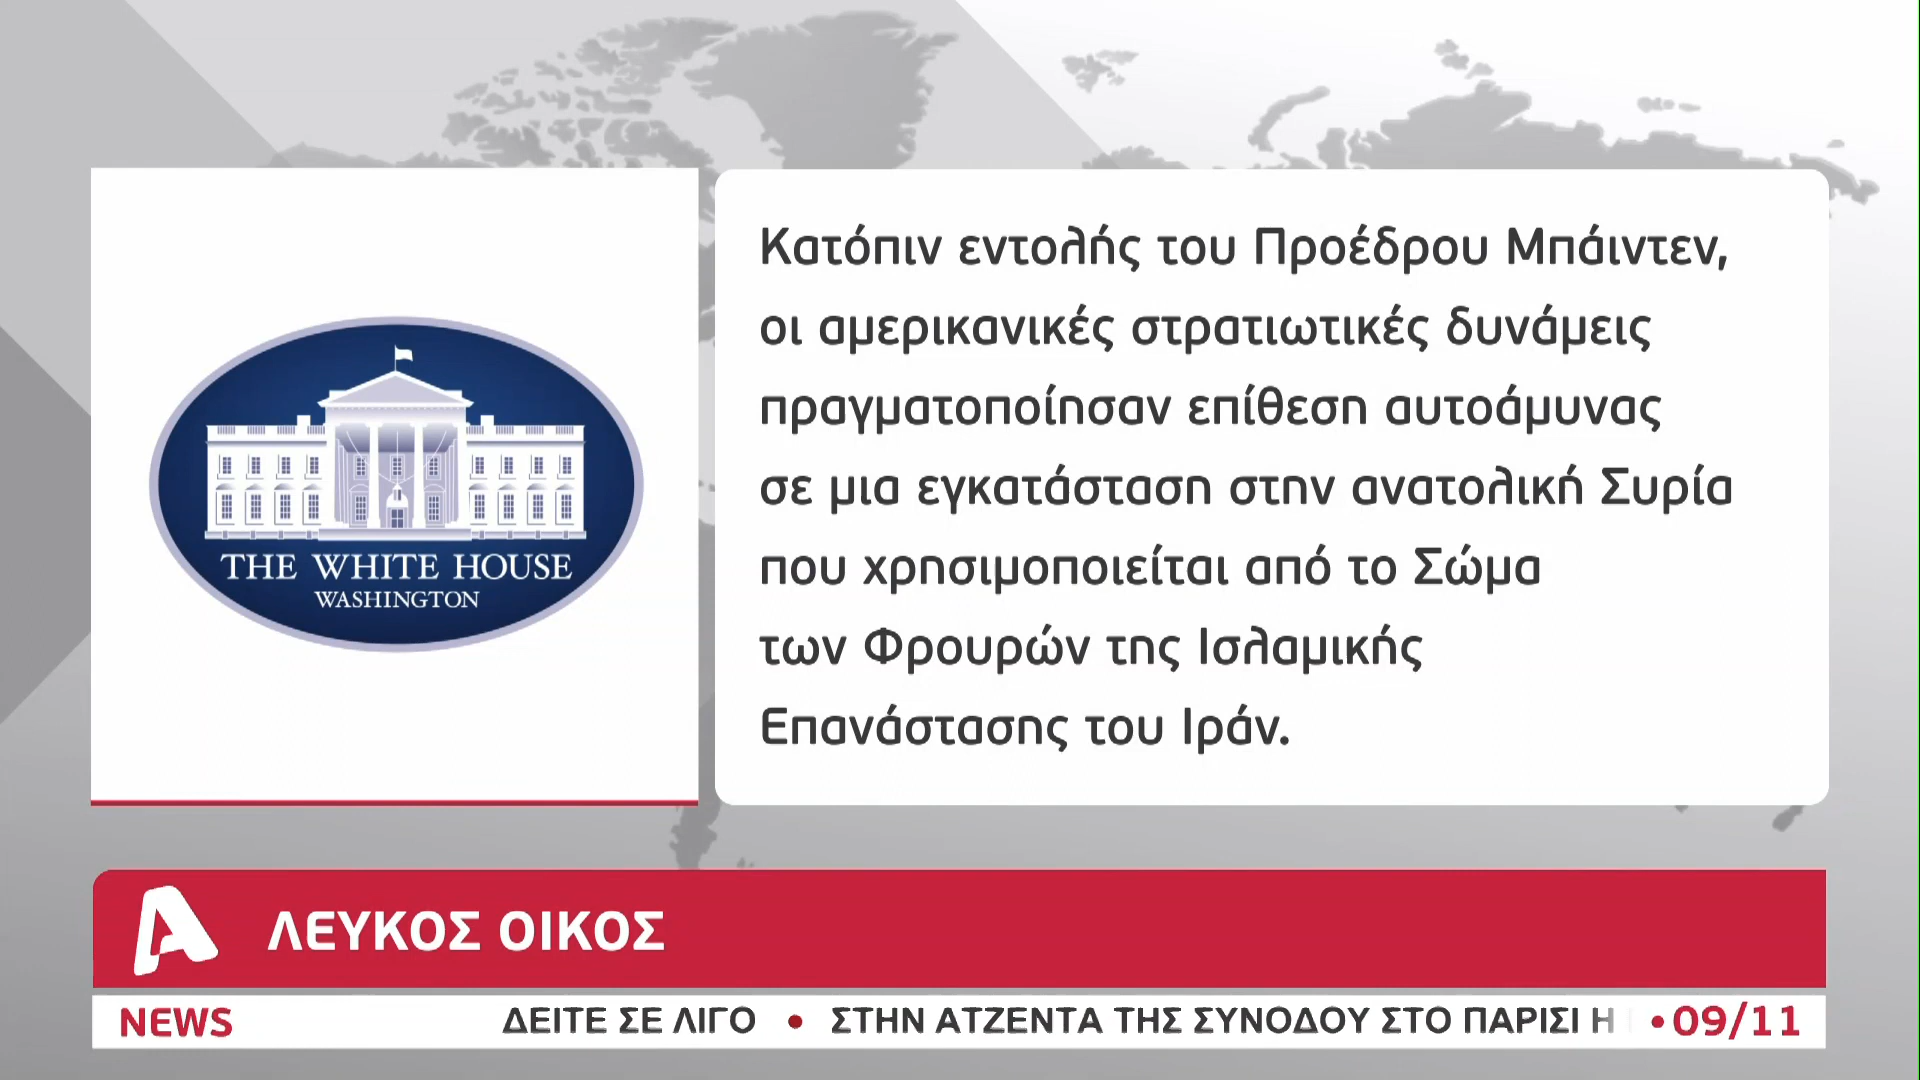 Κατόπιν εντολής του Προέδρου Μπάιντεν,
οι αμερικανικές στρατιωτικές δυνάμεις
πραγματοποίησαν επίθεση αυτοάμυνας
σε μια εγκατάσταση στην ανατολική Συρία
που χρησιμοποιείται από το Σώμα
των Φρουρών της Ισλαμικής
Επανάστασης του Ιράν.
THE WHITE HOUSE
WASHINGTON
ΛΕΥΚΟΣ ΟΙΚΟΣ
NEWS ΔΕΙΤΕ ΣΕ ΛΙΓΟ • ΣΤΗΝ ΑΤΖΕΝΤΑ ΤΗΣ ΣΥΝΟΔΟΥ ΣΤΟ ΠΑΡΙΣΙ Η •09/11